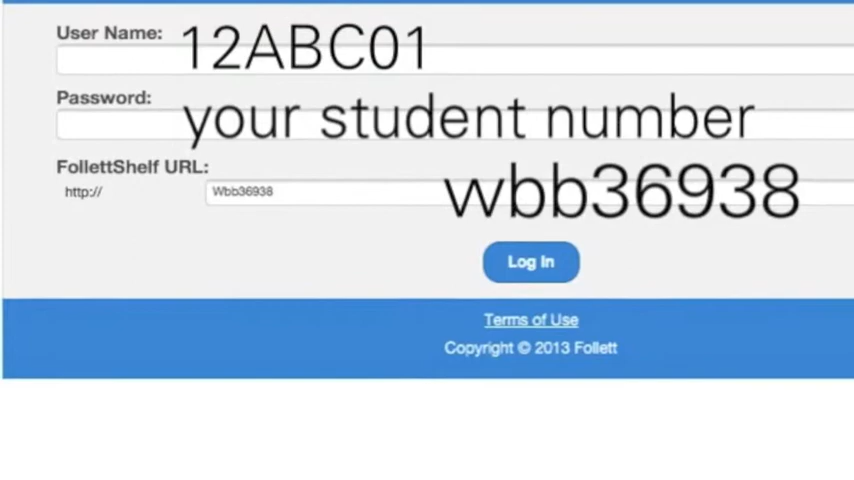 User Name: 12ABC01
Password: your student number
FollettShelf URL: wbb36938
http:// Wbb36938
Log In
Terms of Use
Copyright © 2013 Follett